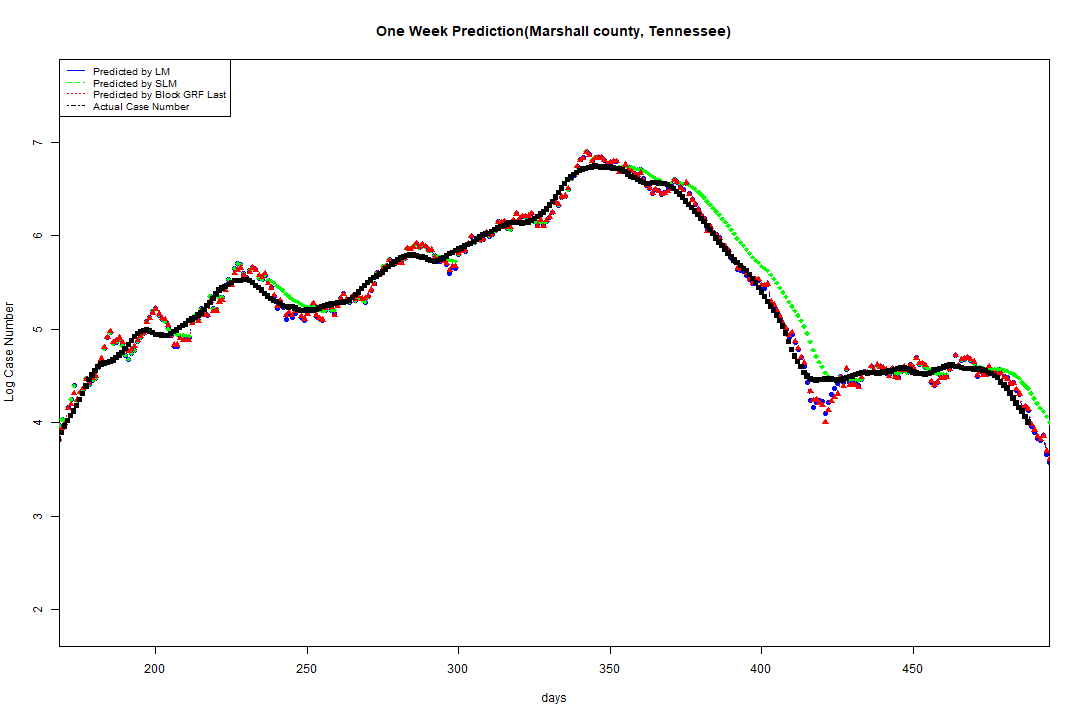 One Week Prediction(Marshall county, Tennessee)
Predicted by LM
Predicted by SLM
Predicted by Block GRF Last
Actual Case Number
7
6
5
4
3
2
Log Case Number
200 250 300 350 400 450
days